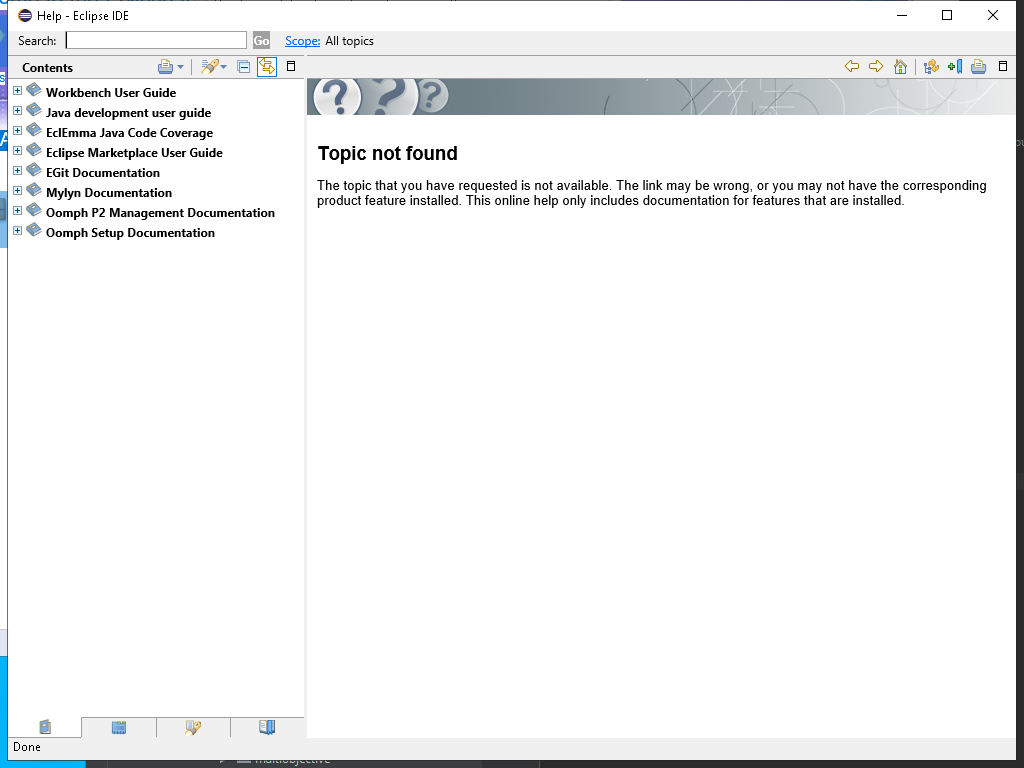 Help - Eclipse IDE
Search:
Go
Scope: All topics
Contents
Workbench User Guide
Java development user guide
EclEmma Java Code Coverage
Eclipse Marketplace User Guide
EGit Documentation
Mylyn Documentation
Oomph P2 Management Documentation
Oomph Setup Documentation
? ? ?
Topic not found
The topic that you have requested is not available. The link may be wrong, or you may not have the corresponding
product feature installed. This online help only includes documentation for features that are installed.
Done
multiobjective